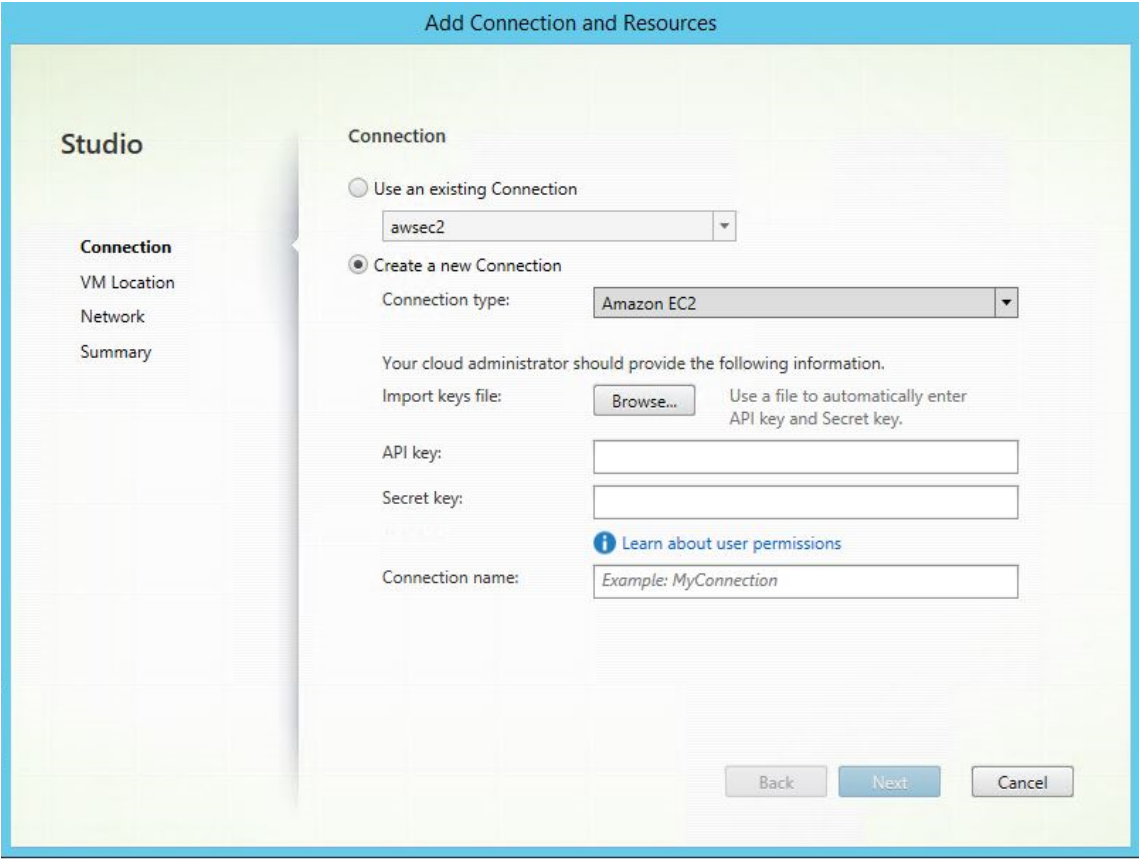 Add Connection and Resources
Studio
Connection
VM Location
Network
Summary
Connection
Use an existing Connection
awsec2
Create a new Connection
Connection type: Amazon EC2
Your cloud administrator should provide the following information.
Import keys file: Browse... Use a file to automatically enter
API key and Secret key.
API key:
Secret key:
Learn about user permissions
Connection name: Example: MyConnection
Back Next Cancel